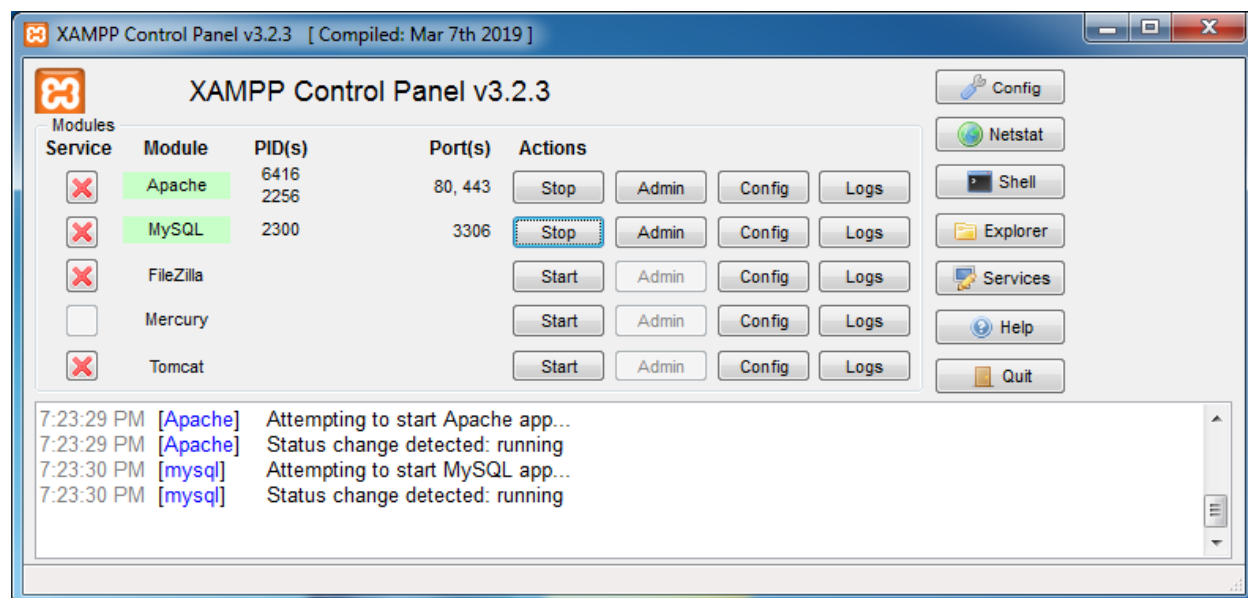 XAMPP Control Panel v3.2.3 [ Compiled: Mar 7th 2019 ]
XAMPP Control Panel v3.2.3
Config
Netstat
Shell
Explorer
Services
Help
Quit
Modules
Service Module PID(s) Port(s) Actions
Apache 6416 2256 80, 443 Stop Admin Config Logs
MySQL 2300 3306 Stop Admin Config Logs
FileZilla Start Admin Config Logs
Mercury Start Admin Config Logs
Tomcat Start Admin Config Logs
7:23:29 PM [Apache] Attempting to start Apache app...
7:23:29 PM [Apache] Status change detected: running
7:23:30 PM [mysql] Attempting to start MySQL app...
7:23:30 PM [mysql] Status change detected: running